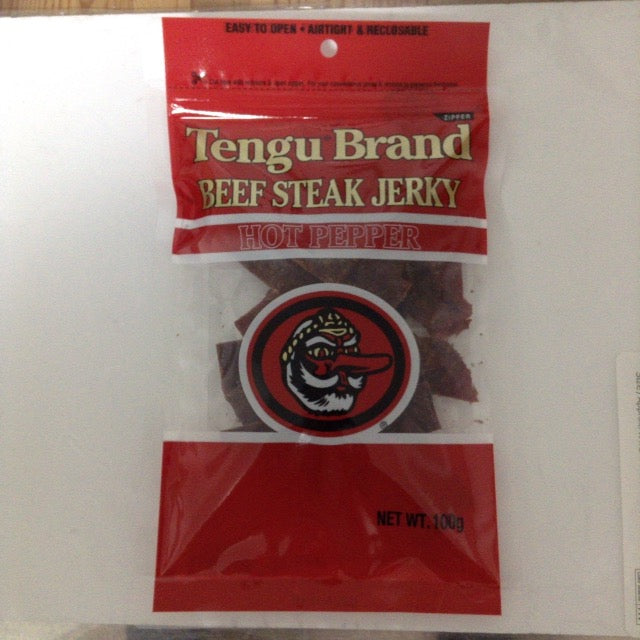 EASY TO OPEN • AIRTIGHT & RECLOSABLE
ZIPPER
Tengu Brand
BEEF STEAK JERKY
HOT PEPPER
®
NET WT. 100g